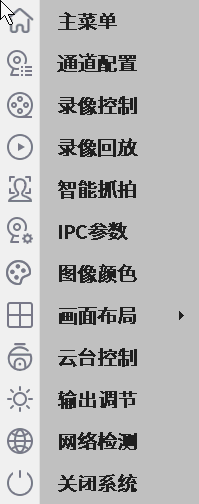 主菜单
通道配置
录像控制
录像回放
智能抓拍
IPC参数
图像颜色
画面布局
云台控制
输出调节
网络检测
关闭系统